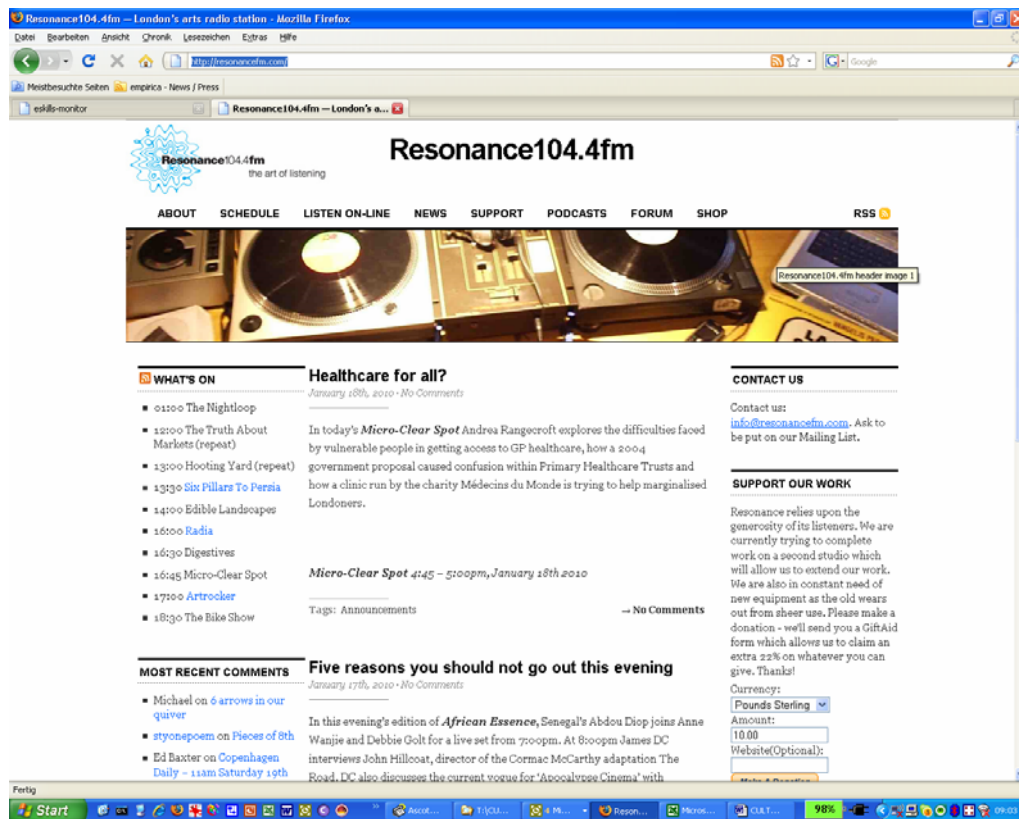 Resonance104.4fm — London's arts radio station - Mozilla Firefox
Datei Bearbeiten Ansicht Chronik Lesezeichen Extras Hilfe
http://resonancefm.com/
Google
Meistbesuchte Seiten empirica - News / Press
eskills-monitor
Resonance104.4fm — London's a...
Resonance104.4fm
the art of listening
Resonance104.4fm
ABOUT SCHEDULE LISTEN ON-LINE NEWS SUPPORT PODCASTS FORUM SHOP RSS
Resonance104.4fm header image 1
WHAT'S ON
01:00 The Nightloop
12:00 The Truth About
Markets (repeat)
13:00 Hooting Yard (repeat)
13:30 Six Pillars To Persia
14:00 Edible Landscapes
16:00 Radia
16:30 Digestives
16:45 Micro-Clear Spot
17:00 Artrocker
18:30 The Bike Show
MOST RECENT COMMENTS
Michael on 6 arrows in our
quiver
styonepoem on Pieces of 8th
Ed Baxter on Copenhagen
Daily – 11am Saturday 19th
Healthcare for all?
January 18th, 2010 · No Comments
In today's Micro-Clear Spot Andrea Rangecroft explores the difficulties faced
by vulnerable people in getting access to GP healthcare, how a 2004
government proposal caused confusion within Primary Healthcare Trusts and
how a clinic run by the charity Médecins du Monde is trying to help marginalised
Londoners.
Micro-Clear Spot 4:45 – 5:00pm, January 18th 2010
Tags: Announcements → No Comments
Five reasons you should not go out this evening
January 17th, 2010 · No Comments
In this evening's edition of African Essence, Senegal's Abdou Diop joins Anne
Wanjie and Debbie Golt for a live set from 7:00pm. At 8:00pm James DC
interviews John Hillcoat, director of the Cormac McCarthy adaptation The
Road. DC also discusses the current vogue for 'Apocalypse Cinema' with
CONTACT US
Contact us:
info@resonancefm.com. Ask to
be put on our Mailing List.
SUPPORT OUR WORK
Resonance relies upon the
generosity of its listeners. We are
currently trying to complete
work on a second studio which
will allow us to extend our work.
We are also in constant need of
new equipment as the old wears
out from sheer use. Please make a
donation - we'll send you a GiftAid
form which allows us to claim an
extra 22% on whatever you can
give. Thanks!
Currency:
Pounds Sterling
Amount:
10.00
Website(Optional):
Make A Donation
Fertig
Start Ascot... T:\CU... 4 Mi... Reson... Micros... CULT... 98% 09:03